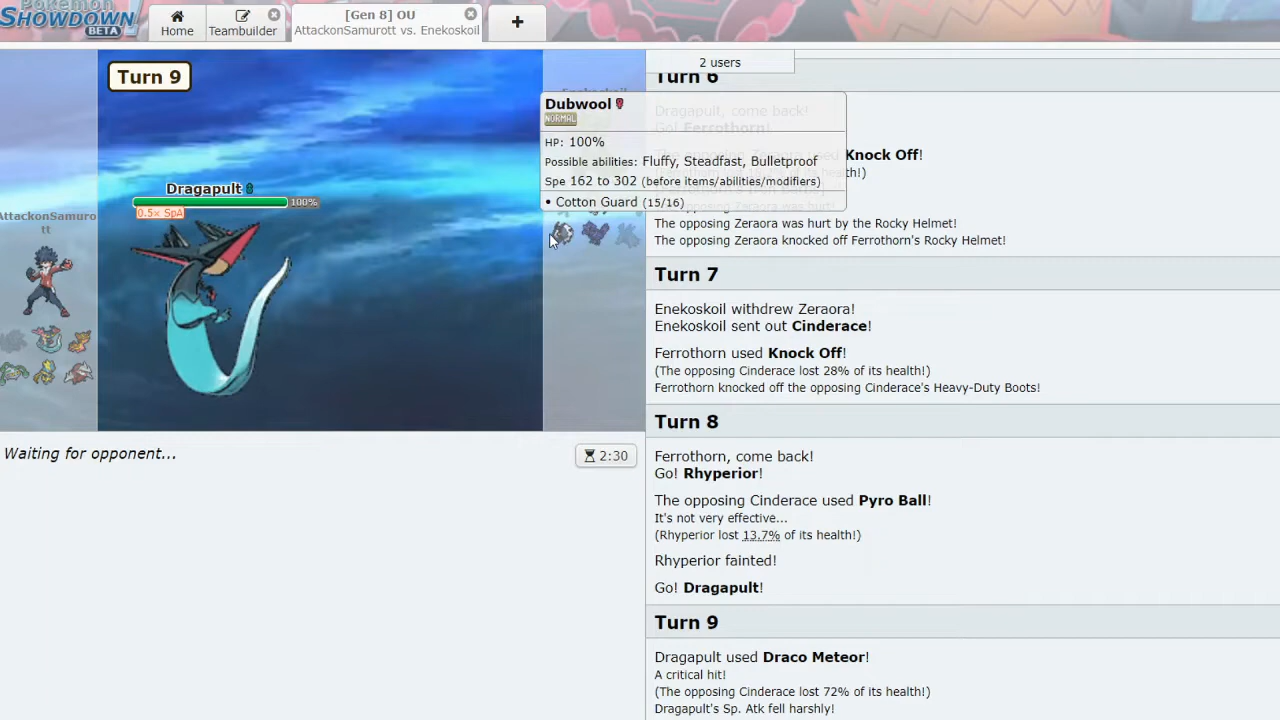 Pokémon
SHOWDOWN
BETA
Home
Teambuilder
[Gen 8] OU
AttackonSamurott vs. Enekoskoil
+
2 users
Turn 9
Turn 6
Dragapult, come back!
Go! Ferrothorn!
Dubwool
NORMAL
HP: 100%
Possible abilities: Fluffy, Steadfast, Bulletproof
Spe 162 to 302 (before items/abilities/modifiers)
• Cotton Guard (15/16)
Knock Off!
The opposing Zeraora was hurt by the Rocky Helmet!
The opposing Zeraora knocked off Ferrothorn's Rocky Helmet!
Dragapult
100%
0.5× SpA
AttackonSamuro
tt
Turn 7
Enekoskoil withdrew Zeraora!
Enekoskoil sent out Cinderace!
Ferrothorn used Knock Off!
(The opposing Cinderace lost 28% of its health!)
Ferrothorn knocked off the opposing Cinderace's Heavy-Duty Boots!
Turn 8
Ferrothorn, come back!
Go! Rhyperior!
The opposing Cinderace used Pyro Ball!
It's not very effective...
(Rhyperior lost 13.7% of its health!)
Rhyperior fainted!
Go! Dragapult!
Turn 9
Dragapult used Draco Meteor!
A critical hit!
(The opposing Cinderace lost 72% of its health!)
Dragapult's Sp. Atk fell harshly!
Waiting for opponent...
2:30